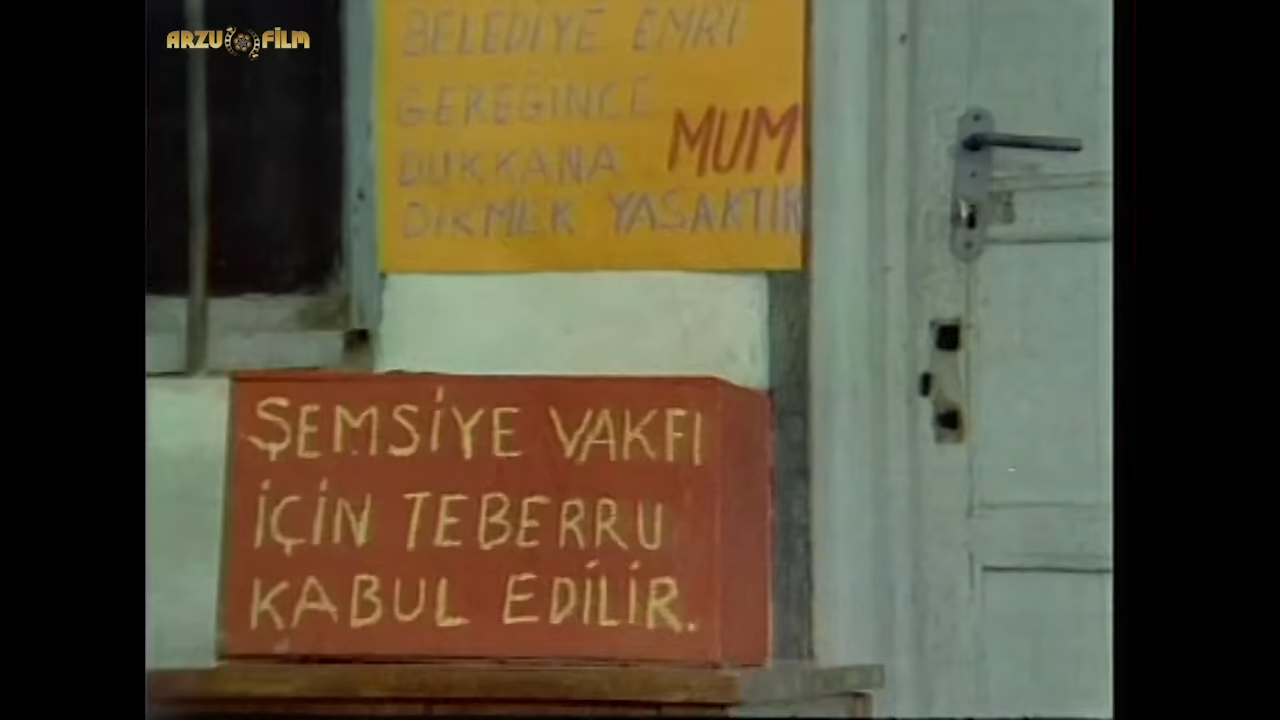 ARZU FİLM
BELEDİYE EMRİ
GEREĞİNCE
DUKKANA MUM
DİKMEK YASAKTIR
ŞEMSİYE VAKFI
İÇİN TEBERRU
KABUL EDİLİR.